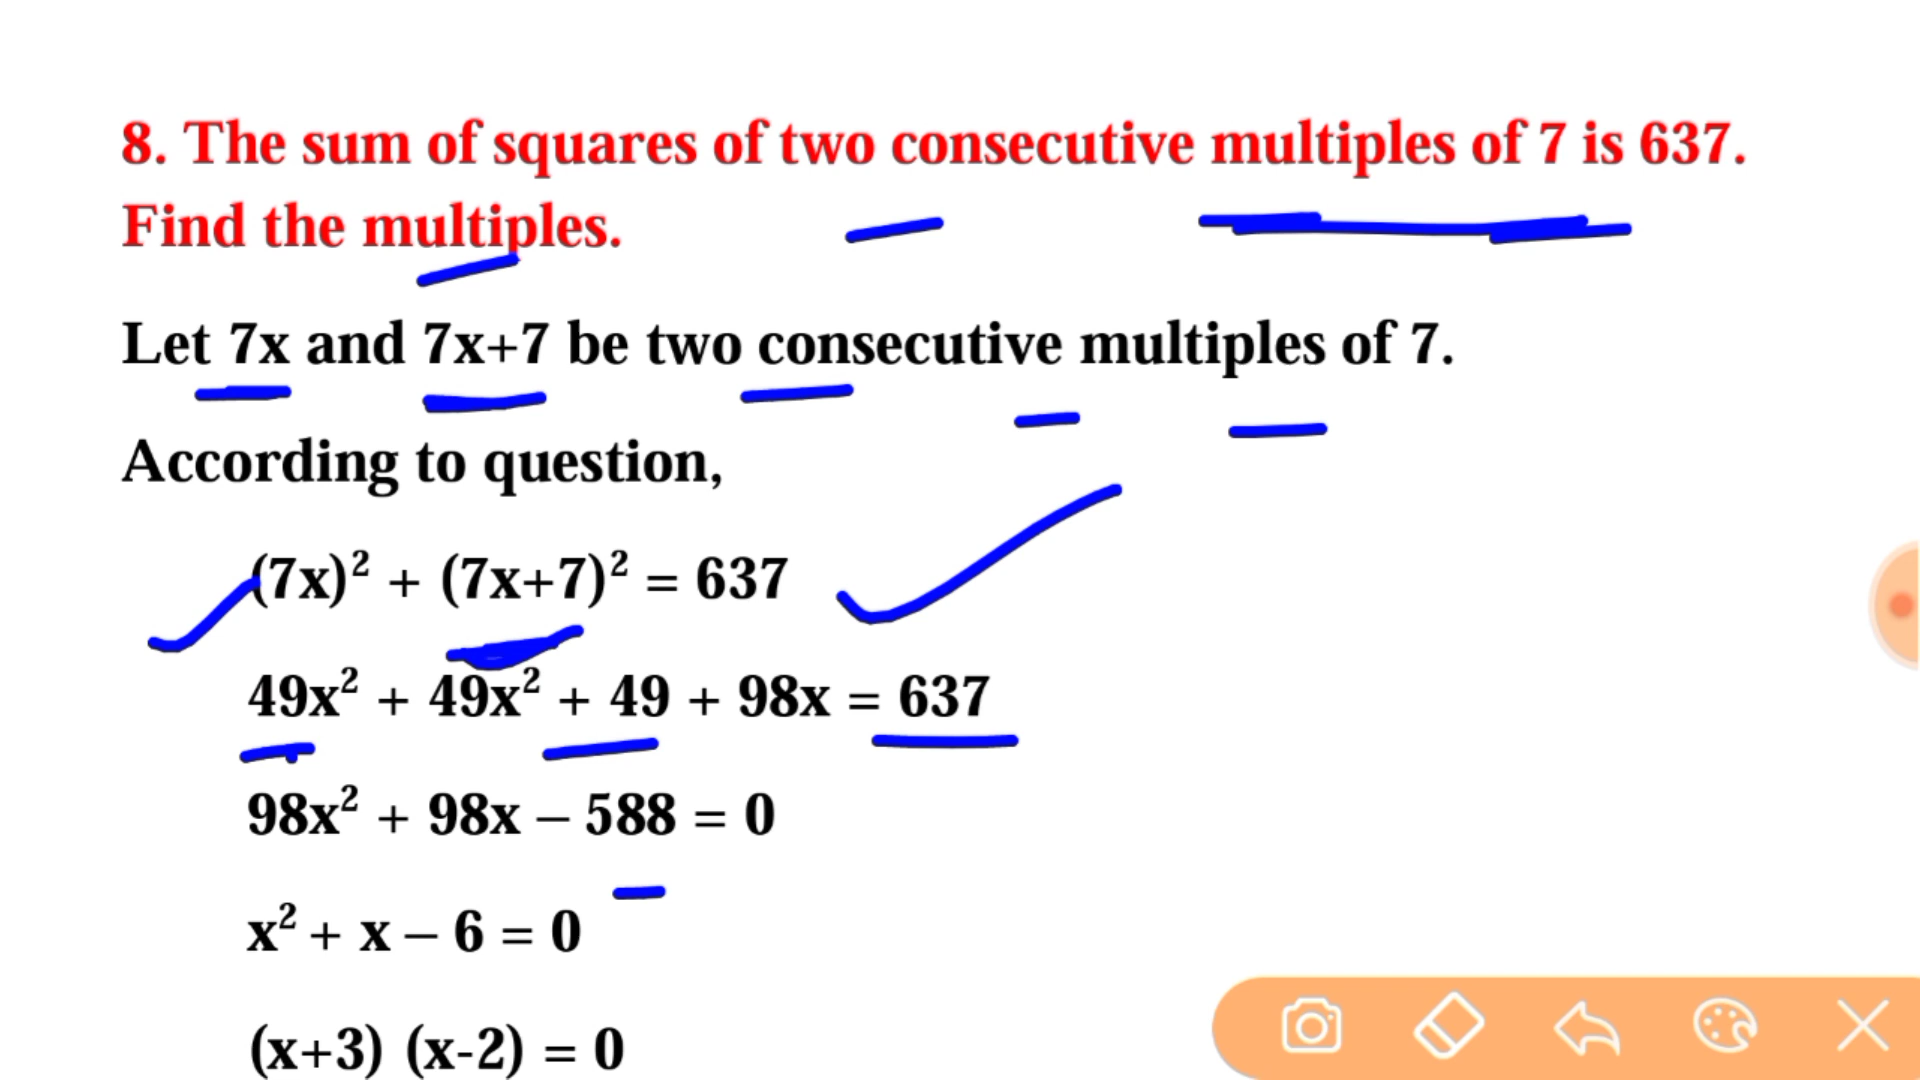 8. The sum of squares of two consecutive multiples of 7 is 637.
Find the multiples.
Let 7x and 7x+7 be two consecutive multiples of 7.
According to question,
(7x)² + (7x+7)² = 637
49x² + 49x² + 49 + 98x = 637
98x² + 98x – 588 = 0
x² + x – 6 = 0
(x+3) (x-2) = 0